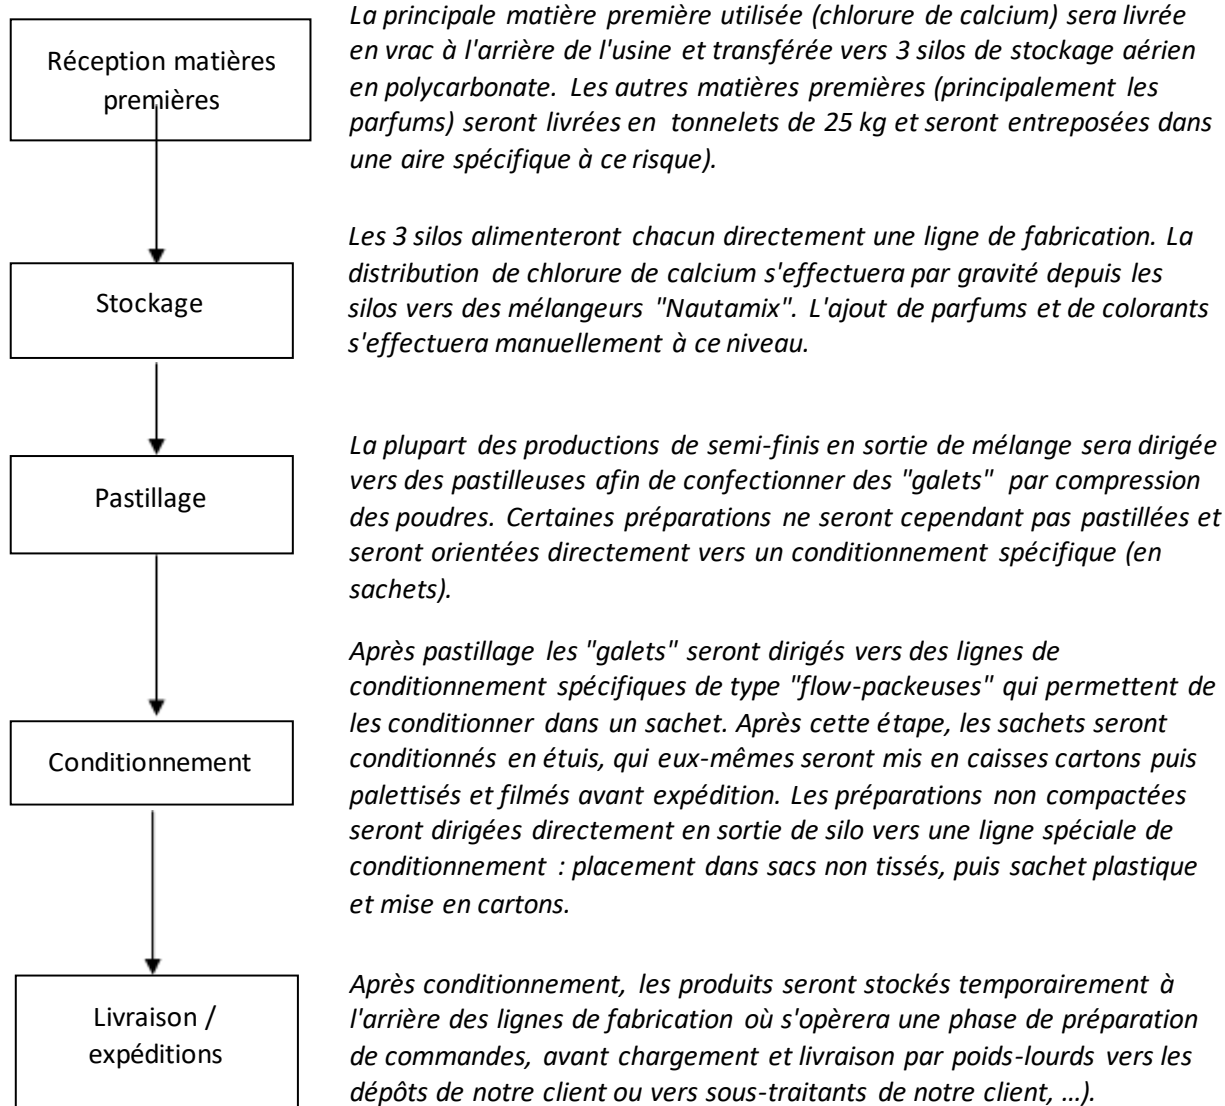 Réception matières
premières
La principale matière première utilisée (chlorure de calcium) sera livrée
en vrac à l'arrière de l'usine et transférée vers 3 silos de stockage aérien
en polycarbonate. Les autres matières premières (principalement les
parfums) seront livrées en tonnelets de 25 kg et seront entreposées dans
une aire spécifique à ce risque).
Stockage
Les 3 silos alimenteront chacun directement une ligne de fabrication. La
distribution de chlorure de calcium s'effectuera par gravité depuis les
silos vers des mélangeurs "Nautamix". L'ajout de parfums et de colorants
s'effectuera manuellement à ce niveau.
Pastillage
La plupart des productions de semi-finis en sortie de mélange sera dirigée
vers des pastilleuses afin de confectionner des "galets" par compression
des poudres. Certaines préparations ne seront cependant pas pastillées et
seront orientées directement vers un conditionnement spécifique (en
sachets).
Conditionnement
Après pastillage les "galets" seront dirigés vers des lignes de
conditionnement spécifiques de type "flow-packeuses" qui permettent de
les conditionner dans un sachet. Après cette étape, les sachets seront
conditionnés en étuis, qui eux-mêmes seront mis en caisses cartons puis
palettisés et filmés avant expédition. Les préparations non compactées
seront dirigées directement en sortie de silo vers une ligne spéciale de
conditionnement : placement dans sacs non tissés, puis sachet plastique
et mise en cartons.
Livraison /
expéditions
Après conditionnement, les produits seront stockés temporairement à
l'arrière des lignes de fabrication où s'opèrera une phase de préparation
de commandes, avant chargement et livraison par poids-lourds vers les
dépôts de notre client ou vers sous-traitants de notre client, …).